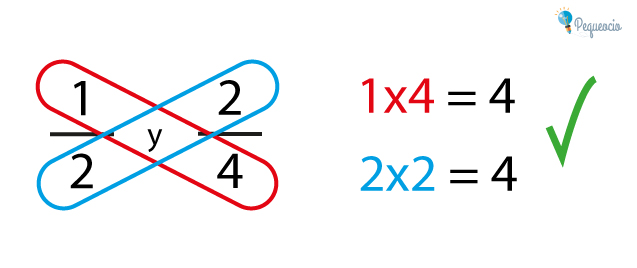 Pequeocio
1/2 y 2/4
1x4 = 4
2x2 = 4